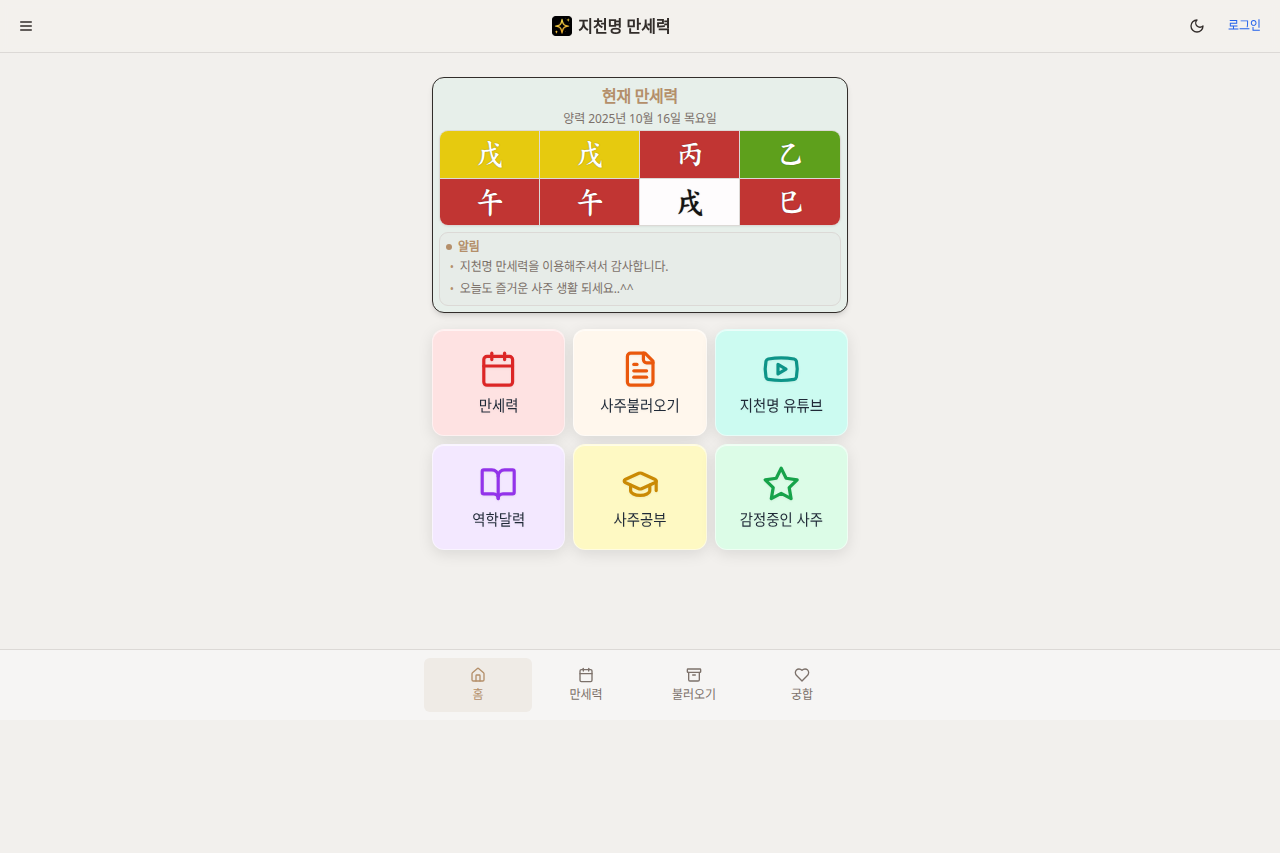 지천명 만세력
로그인
현재 만세력
양력 2025년 10월 16일 목요일
戊 戊 丙 乙
午 午 戌 巳
알림
• 지천명 만세력을 이용해주셔서 감사합니다.
• 오늘도 즐거운 사주 생활 되세요..^^
만세력 사주불러오기 지천명 유튜브
역학달력 사주공부 감정중인 사주
홈 만세력 불러오기 궁합